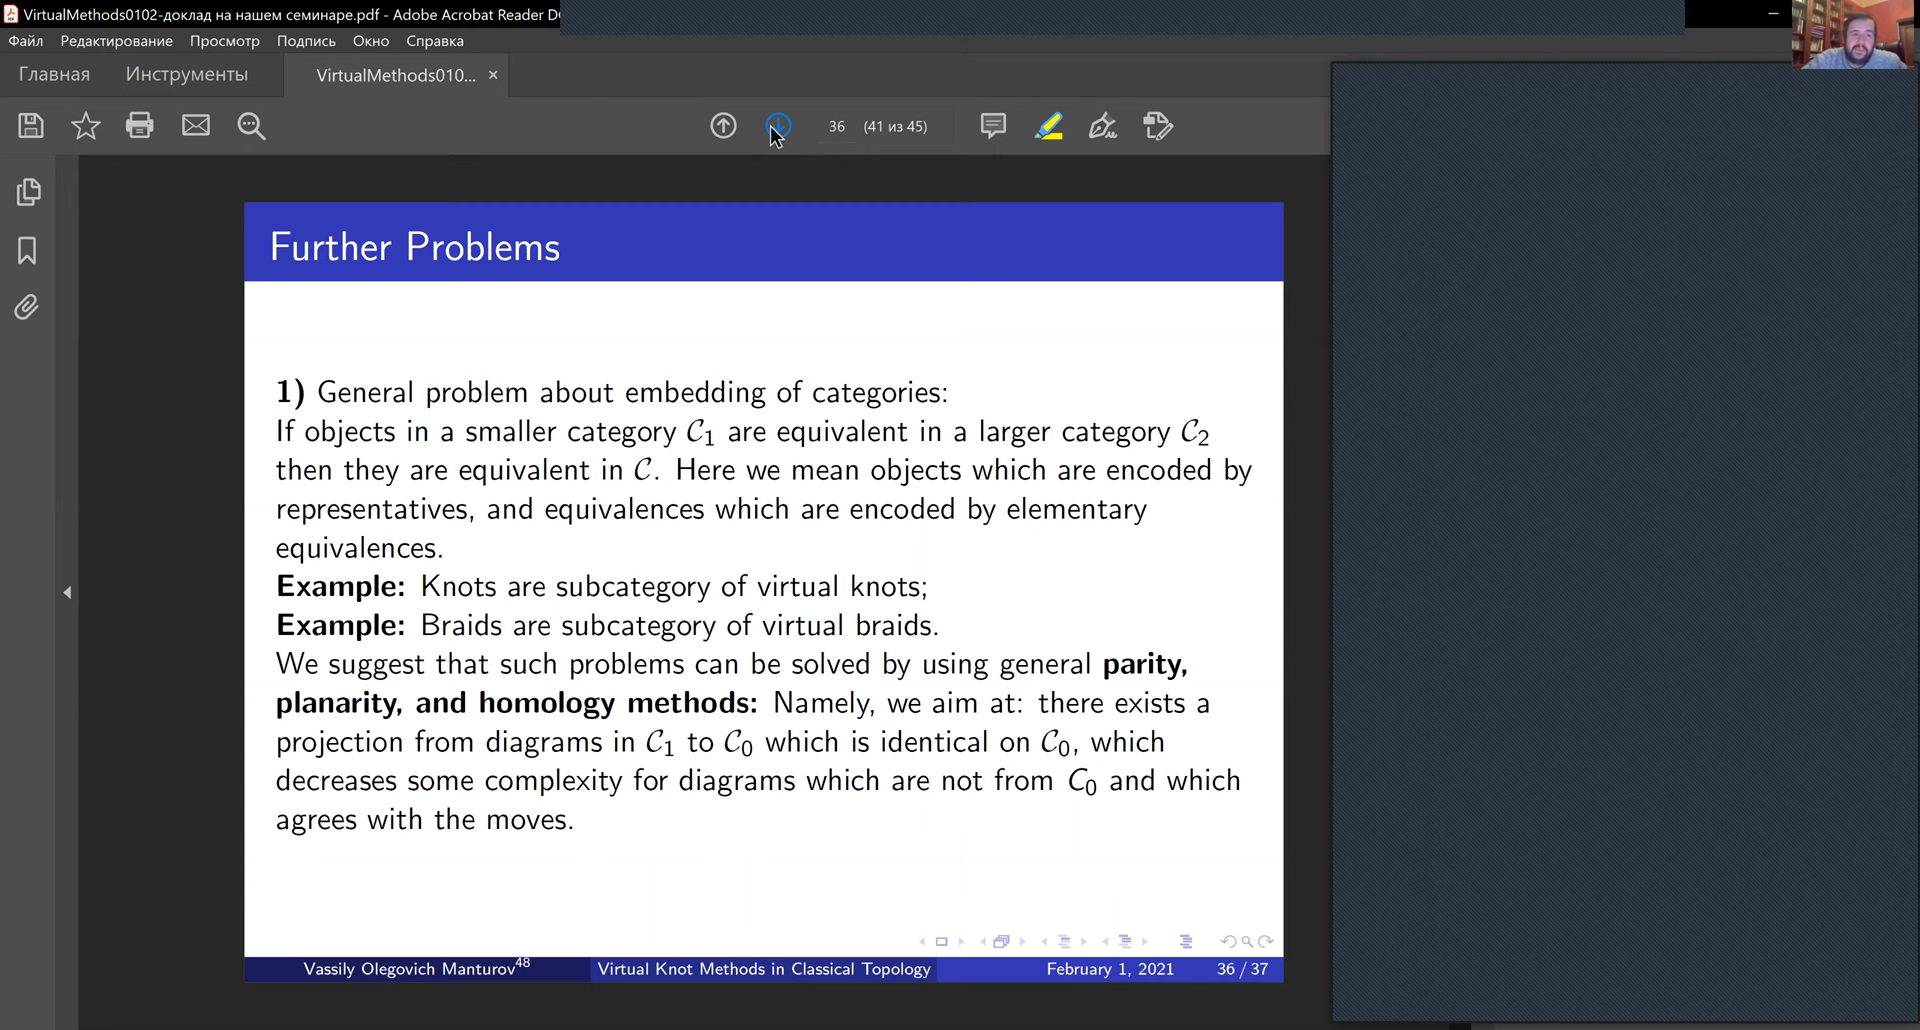 VirtualMethods0102-доклад на нашем семинаре.pdf - Adobe Acrobat Reader D
Файл Редактирование Просмотр Подпись Окно Справка
Главная Инструменты VirtualMethods010... ×
36 (41 из 45)
Further Problems
1) General problem about embedding of categories:
If objects in a smaller category C₁ are equivalent in a larger category C₂
then they are equivalent in C. Here we mean objects which are encoded by
representatives, and equivalences which are encoded by elementary
equivalences.
Example: Knots are subcategory of virtual knots;
Example: Braids are subcategory of virtual braids.
We suggest that such problems can be solved by using general parity,
planarity, and homology methods: Namely, we aim at: there exists a
projection from diagrams in C₁ to C₀ which is identical on C₀, which
decreases some complexity for diagrams which are not from C₀ and which
agrees with the moves.
Vassily Olegovich Manturov⁴⁸ Virtual Knot Methods in Classical Topology February 1, 2021 36 / 37